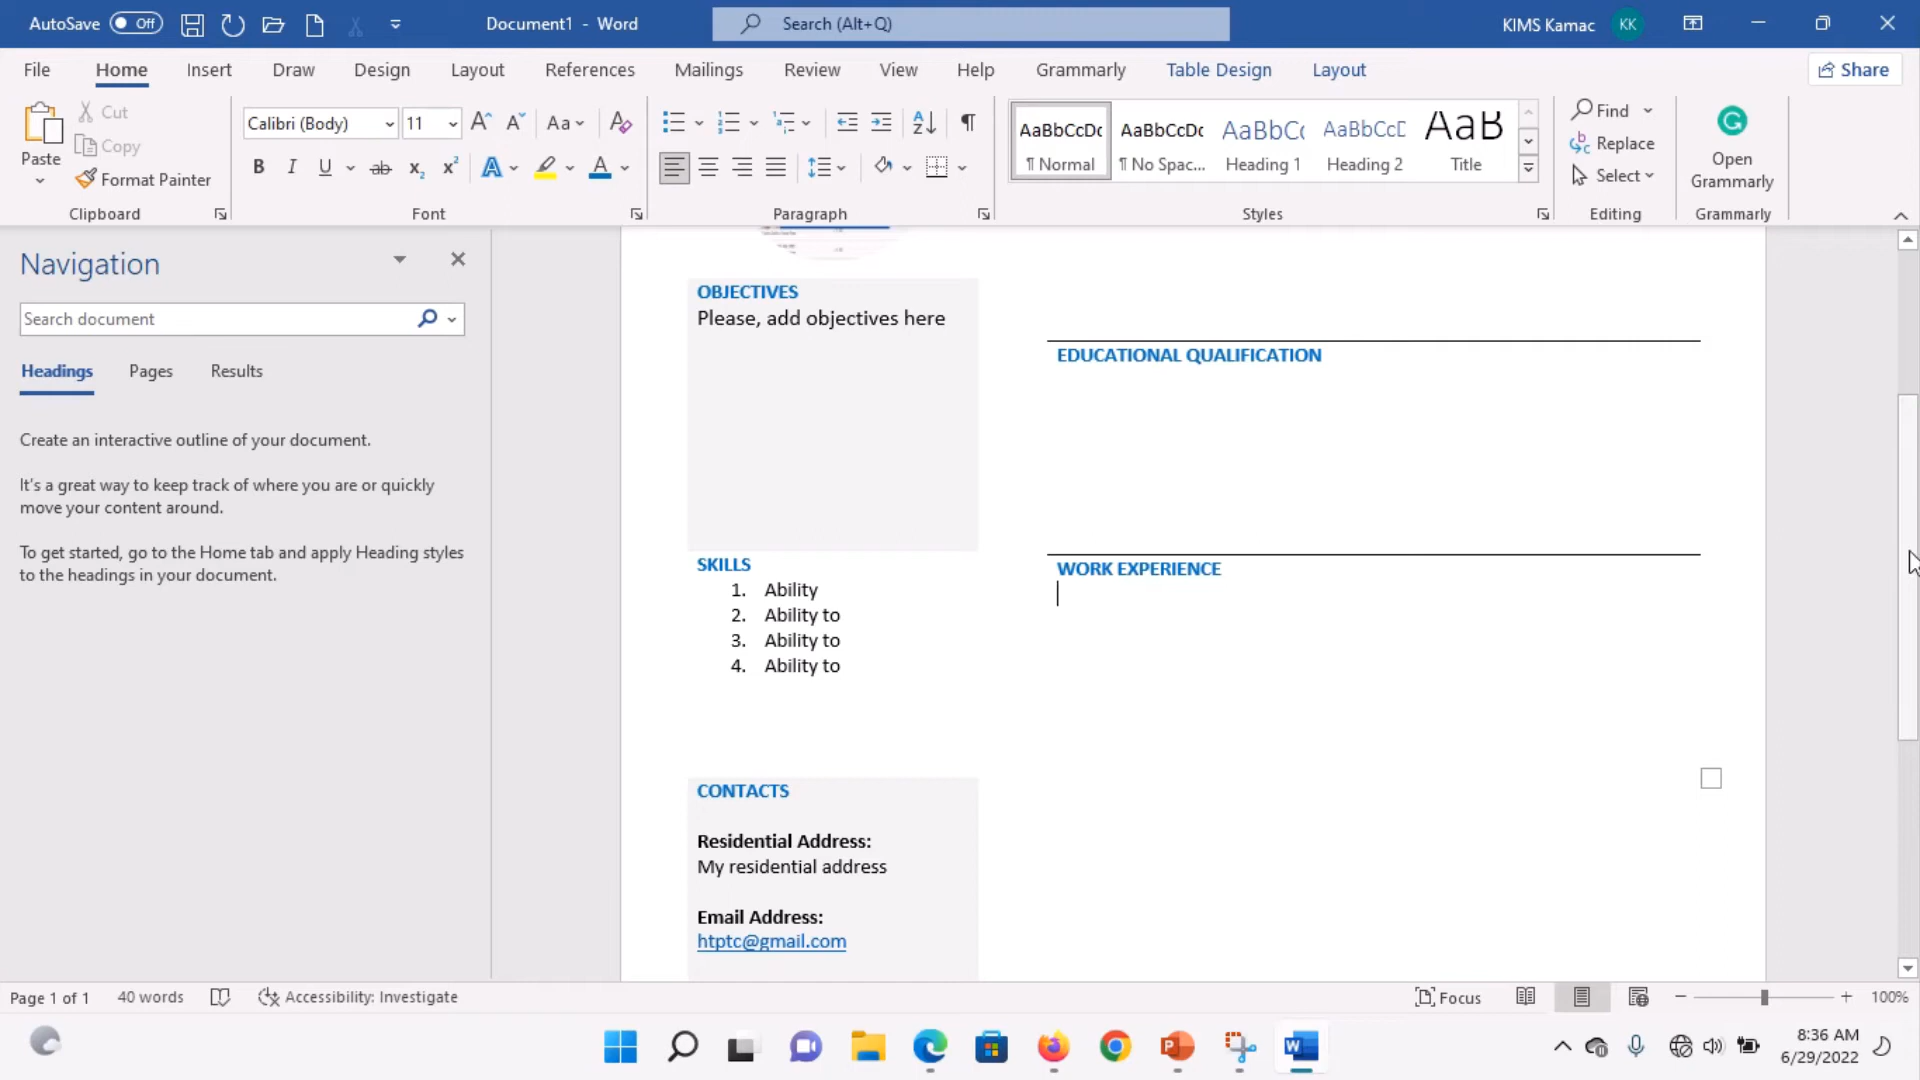 AutoSave Off
Document1 - Word
Search (Alt+Q)
KIMS Kamac
KK
File Home Insert Draw Design Layout References Mailings Review View Help Grammarly Table Design Layout
Share
Paste
Cut
Copy
Format Painter
Clipboard
Calibri (Body) 11
Font
Paragraph
AaBbCcDc AaBbCcDc AaBbCc AaBbCcD AaB
¶ Normal ¶ No Spac... Heading 1 Heading 2 Title
Styles
Find
Replace
Select
Editing
Open
Grammarly
Grammarly
Navigation
Search document
Headings Pages Results
Create an interactive outline of your document.
It's a great way to keep track of where you are or quickly
move your content around.
To get started, go to the Home tab and apply Heading styles
to the headings in your document.
OBJECTIVES
Please, add objectives here
EDUCATIONAL QUALIFICATION
SKILLS
1. Ability
2. Ability to
3. Ability to
4. Ability to
WORK EXPERIENCE
CONTACTS
Residential Address:
My residential address
Email Address:
htptc@gmail.com
Page 1 of 1 40 words Accessibility: Investigate
Focus
100%
8:36 AM
6/29/2022